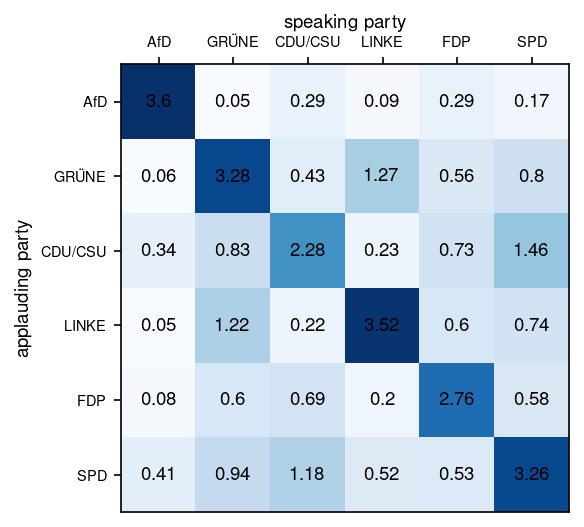 speaking party
AfD GRÜNE CDU/CSU LINKE FDP SPD
applauding party
AfD 3.6 0.05 0.29 0.09 0.29 0.17
GRÜNE 0.06 3.28 0.43 1.27 0.56 0.8
CDU/CSU 0.34 0.83 2.28 0.23 0.73 1.46
LINKE 0.05 1.22 0.22 3.52 0.6 0.74
FDP 0.08 0.6 0.69 0.2 2.76 0.58
SPD 0.41 0.94 1.18 0.52 0.53 3.26